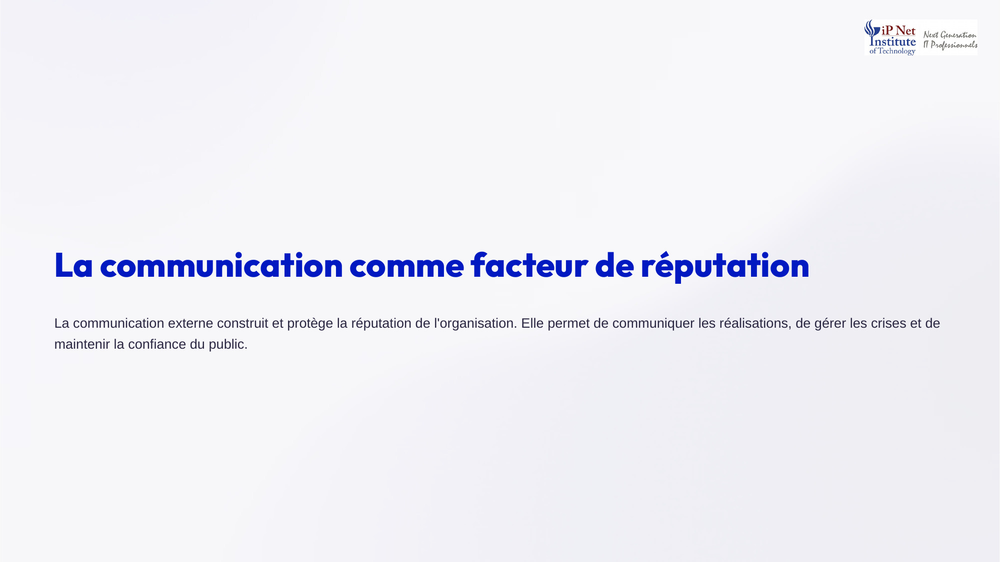 iP Net
Institute
of Technology
Next Generation
IT Professionnels
La communication comme facteur de réputation
La communication externe construit et protège la réputation de l'organisation. Elle permet de communiquer les réalisations, de gérer les crises et de
maintenir la confiance du public.